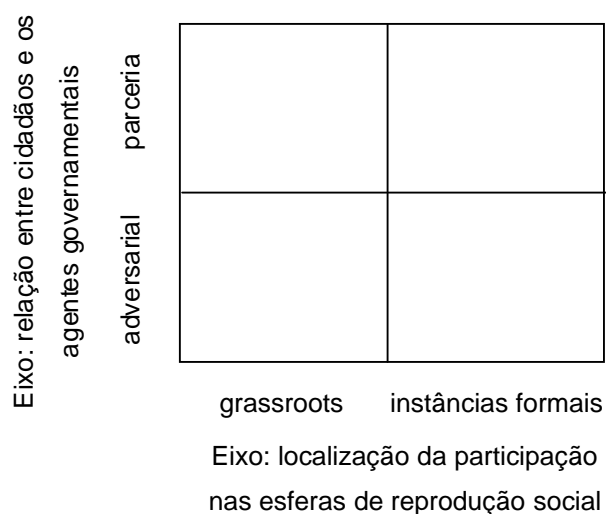 Eixo: relação entre cidadãos e os
agentes governamentais
parceria
adversarial
grassroots
instâncias formais
Eixo: localização da participação
nas esferas de reprodução social